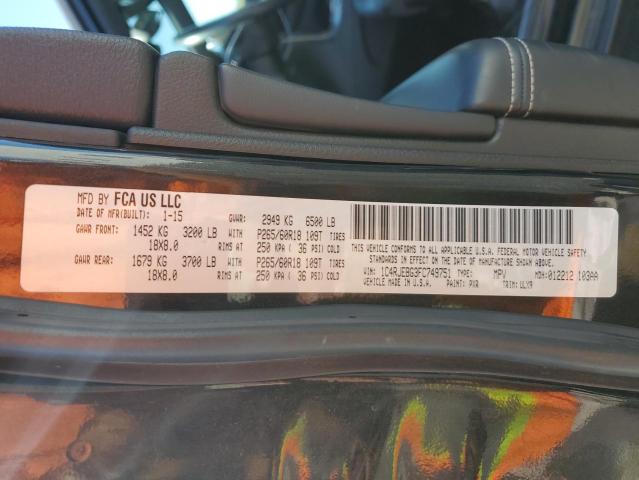 MFD BY FCA US LLC
DATE OF MFR(BUILT): 1-15 GVWR: 2949 KG 6500 LB
GAWR FRONT: 1452 KG 3200 LB WITH P265/60R18 109T TIRES
18X8.0 RIMS AT 250 KPA ( 36 PSI) COLD
GAWR REAR: 1679 KG 3700 LB WITH P265/60R18 109T TIRES
18X8.0 RIMS AT 250 KPA ( 36 PSI) COLD
THIS VEHICLE CONFORMS TO ALL APPLICABLE U.S.A. FEDERAL MOTOR VEHICLE SAFETY
STANDARDS IN EFFECT ON THE DATE OF MANUFACTURE SHOWN ABOVE.
VIN: 1C4RJEBG3FC749751 TYPE: MPV MDH: 012212 103AA
VEHICLE MADE IN U.S.A. PAINT: PXR TRIM: ULX9